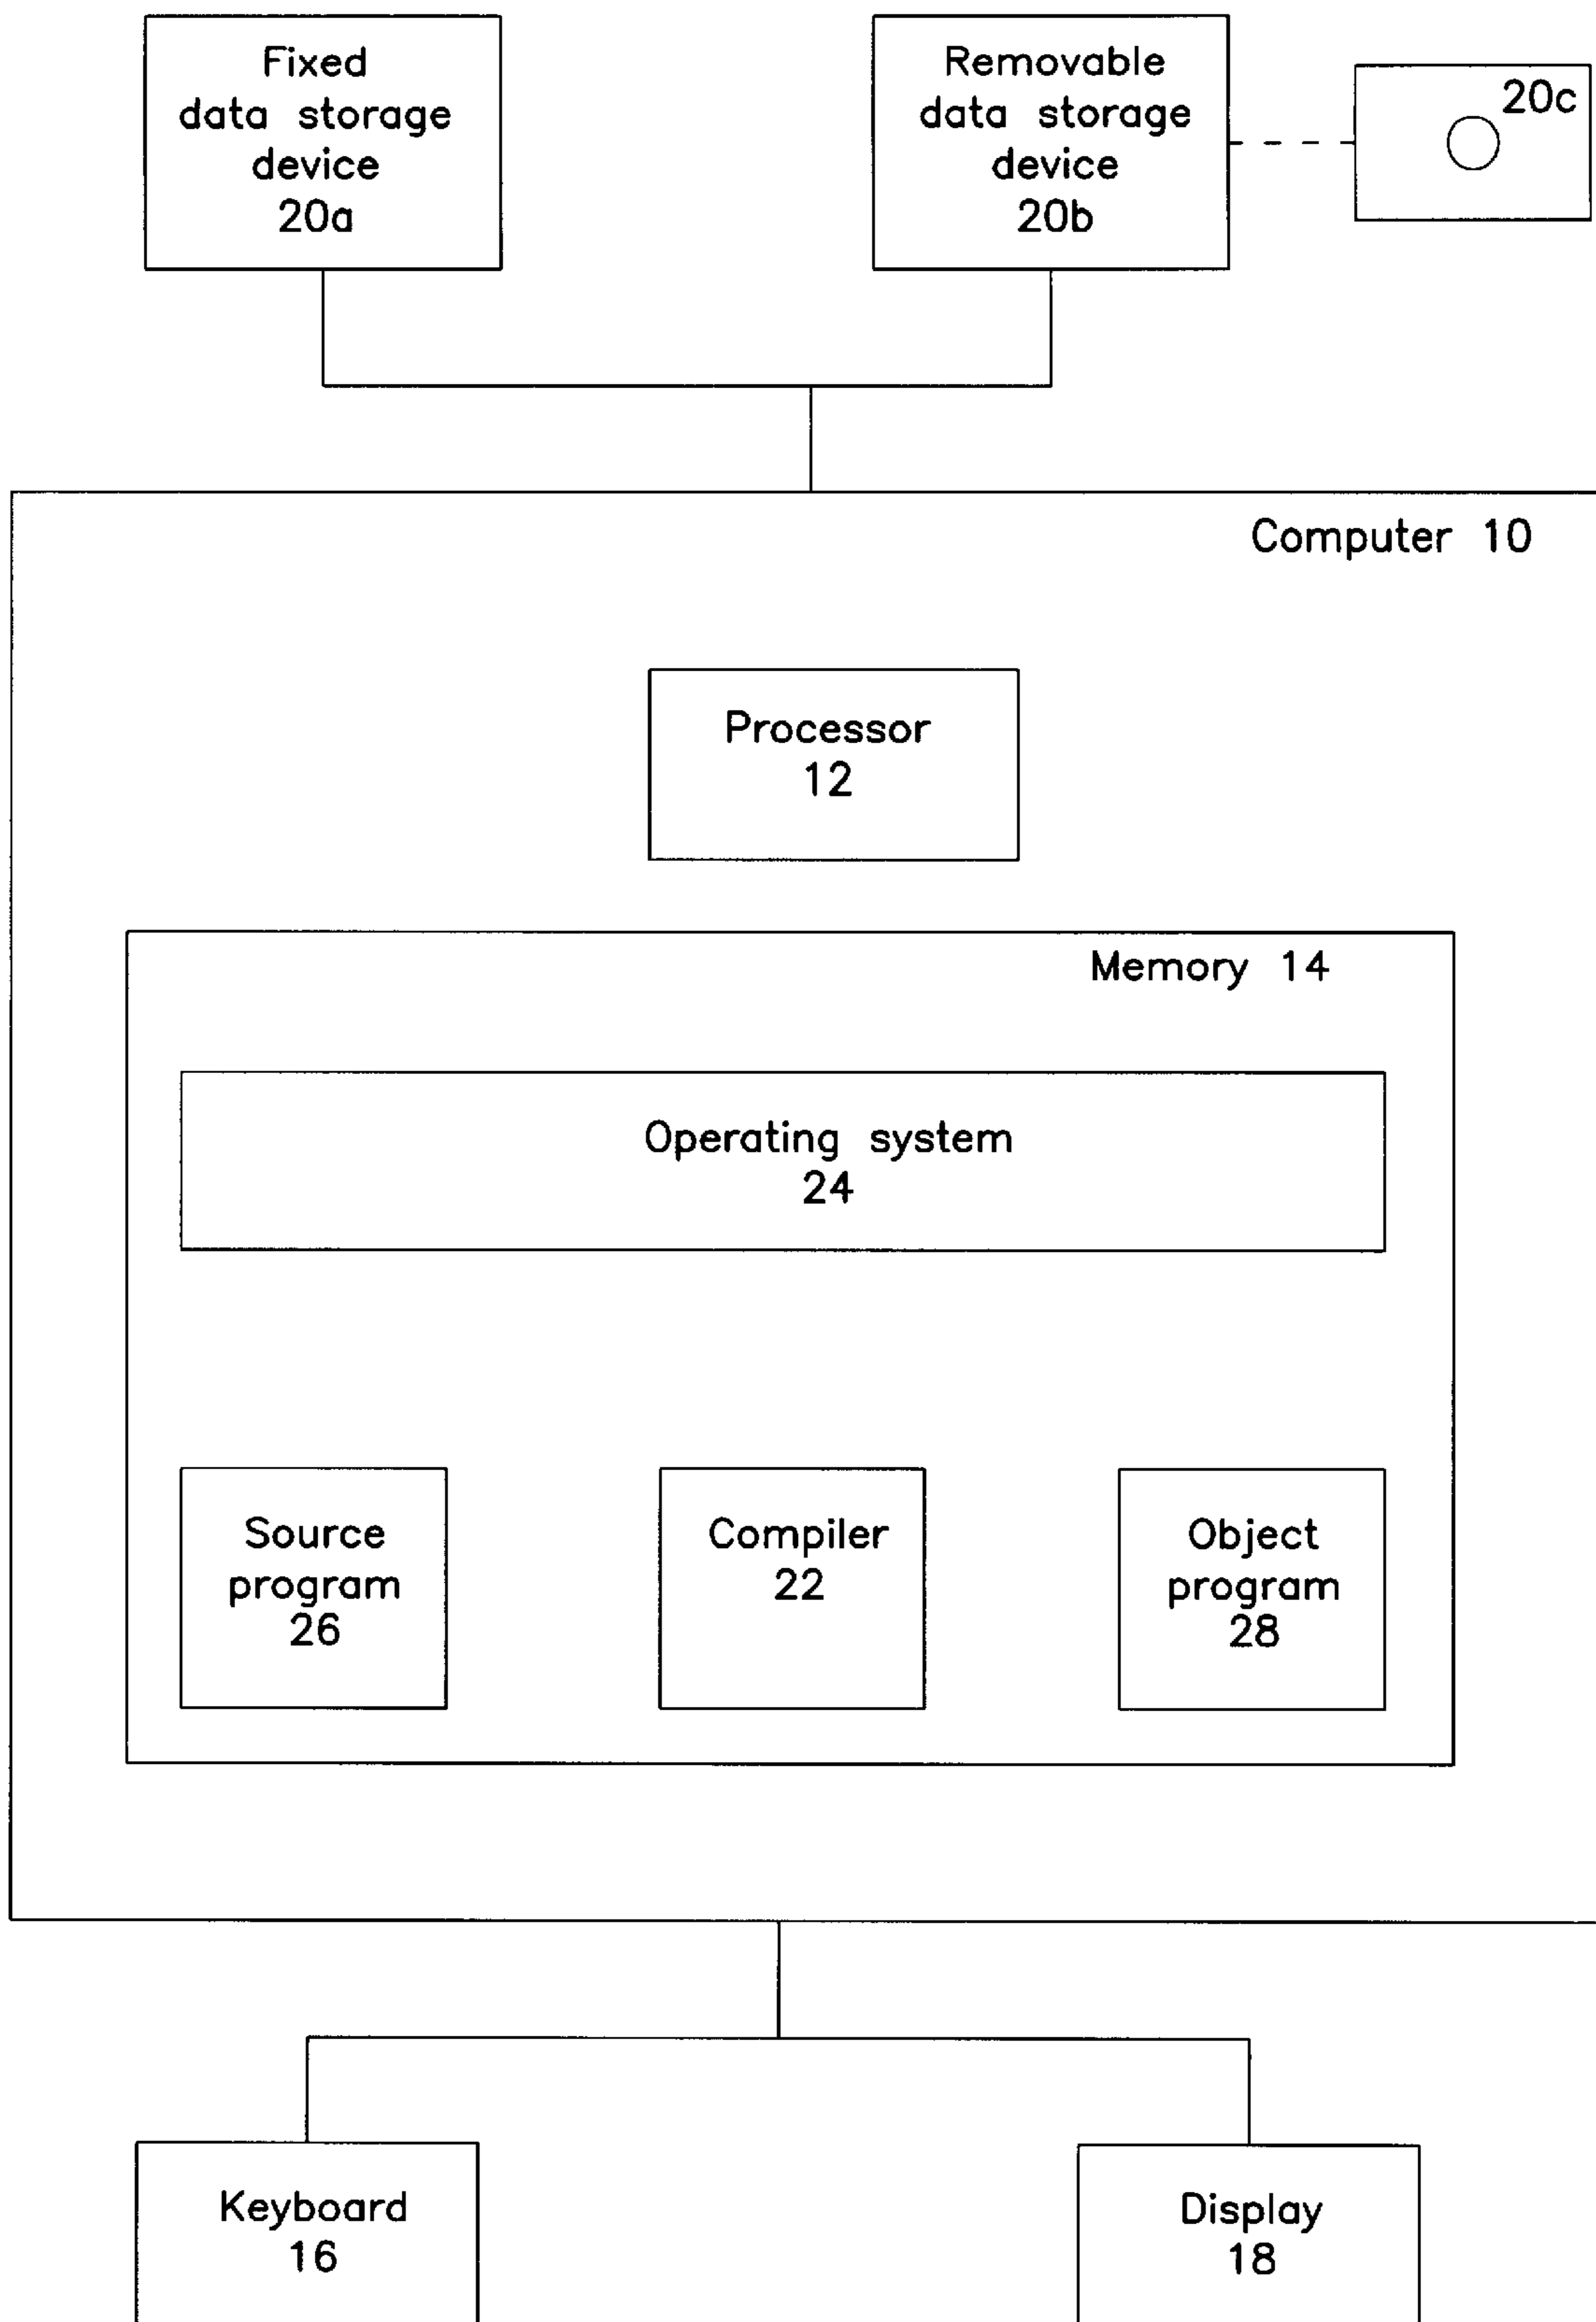 Fixed
data storage
device
20a
Removable
data storage
device
20b
20c
Computer 10
Processor
12
Memory 14
Operating system
24
Source
program
26
Compiler
22
Object
program
28
Keyboard
16
Display
18